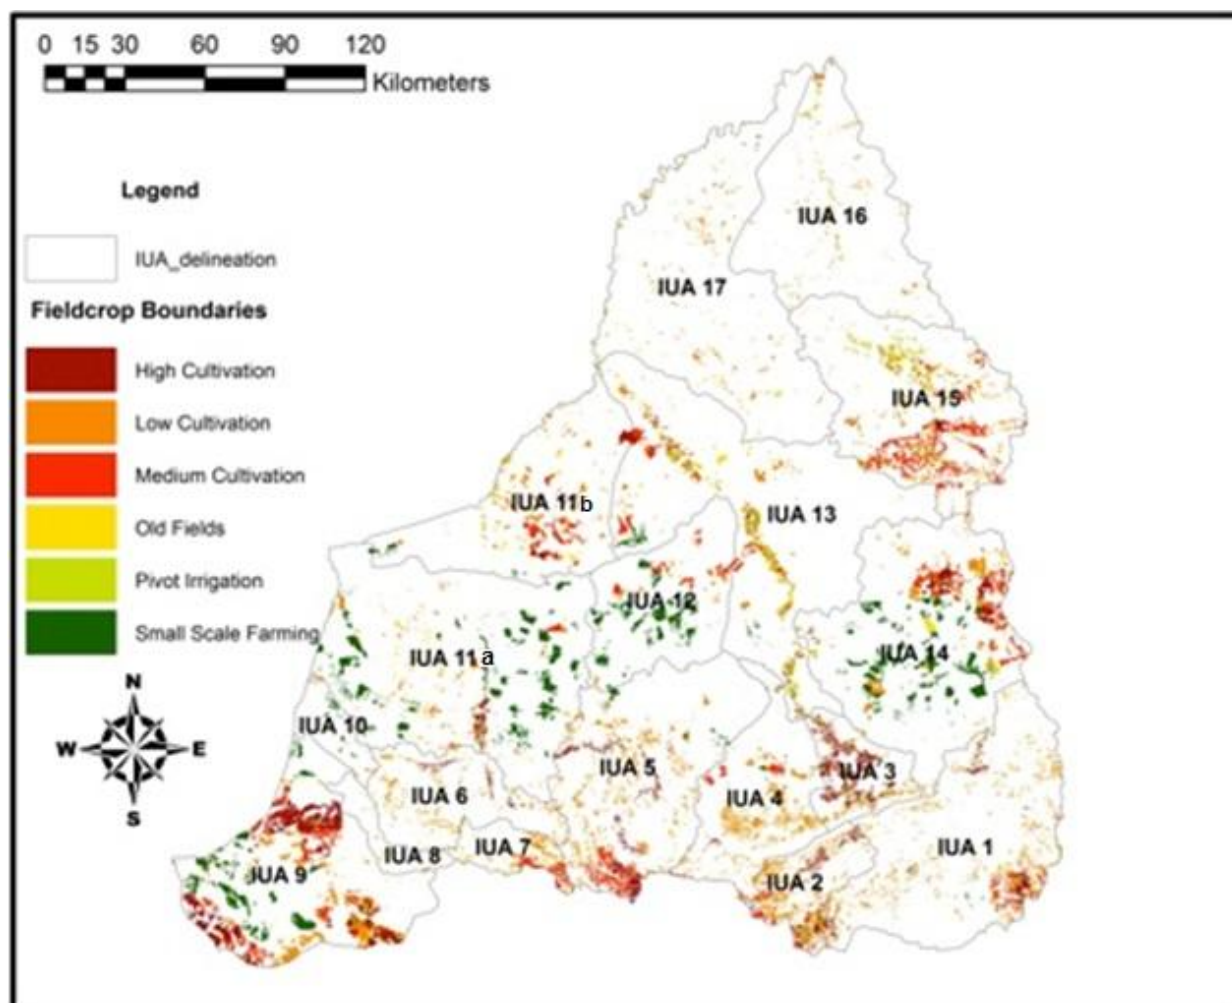 0 15 30 60 90 120
Kilometers
Legend
IUA_delineation
Fieldcrop Boundaries
High Cultivation
Low Cultivation
Medium Cultivation
Old Fields
Pivot Irrigation
Small Scale Farming
N
W E
S
IUA 16
IUA 17
IUA 15
IUA 11b
IUA 13
IUA 12
IUA 14
IUA 11a
IUA 10
IUA 5
IUA 3
IUA 6
IUA 4
IUA 7
IUA 8
IUA 1
IUA 9
IUA 2